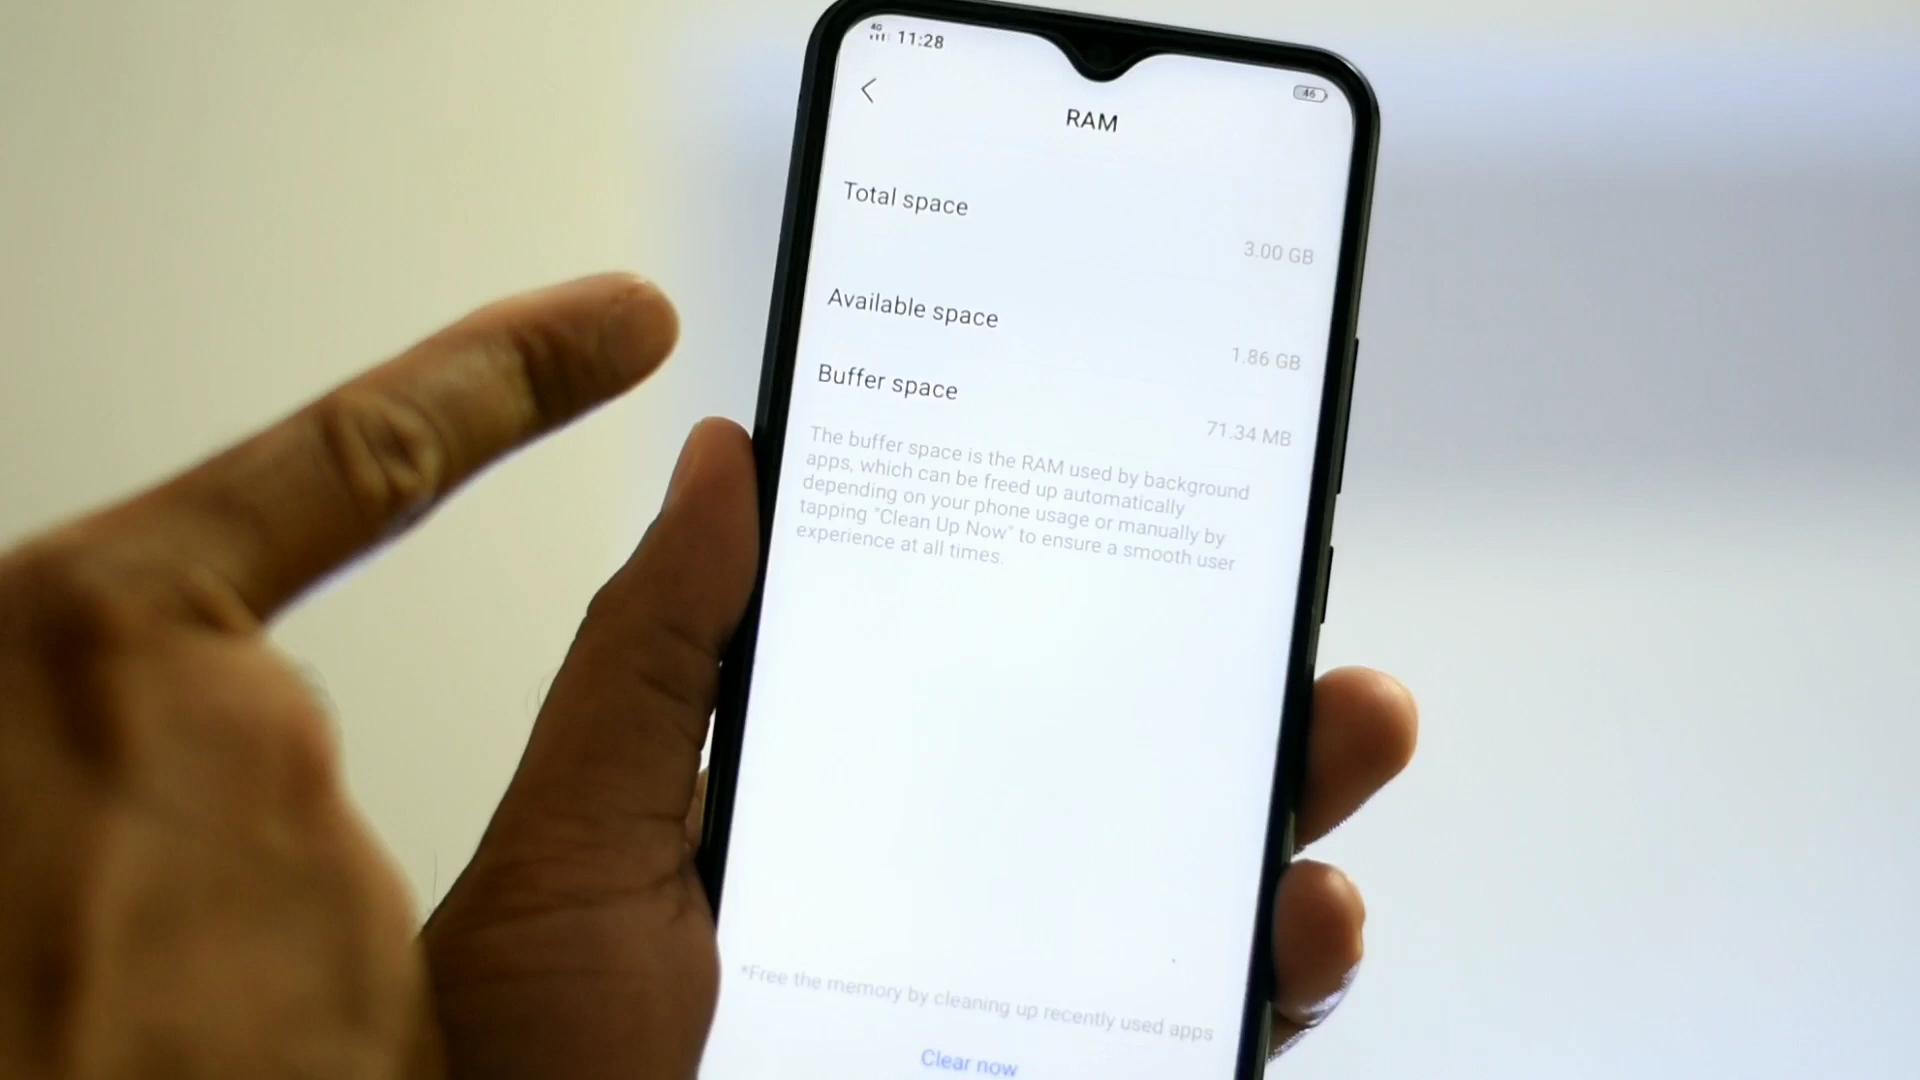 4G 11:28
46
RAM
Total space
3.00 GB
Available space
1.86 GB
Buffer space
71.34 MB
The buffer space is the RAM used by background
apps, which can be freed up automatically
depending on your phone usage or manually by
tapping "Clean Up Now" to ensure a smooth user
experience at all times.
*Free the memory by cleaning up recently used apps
Clear now